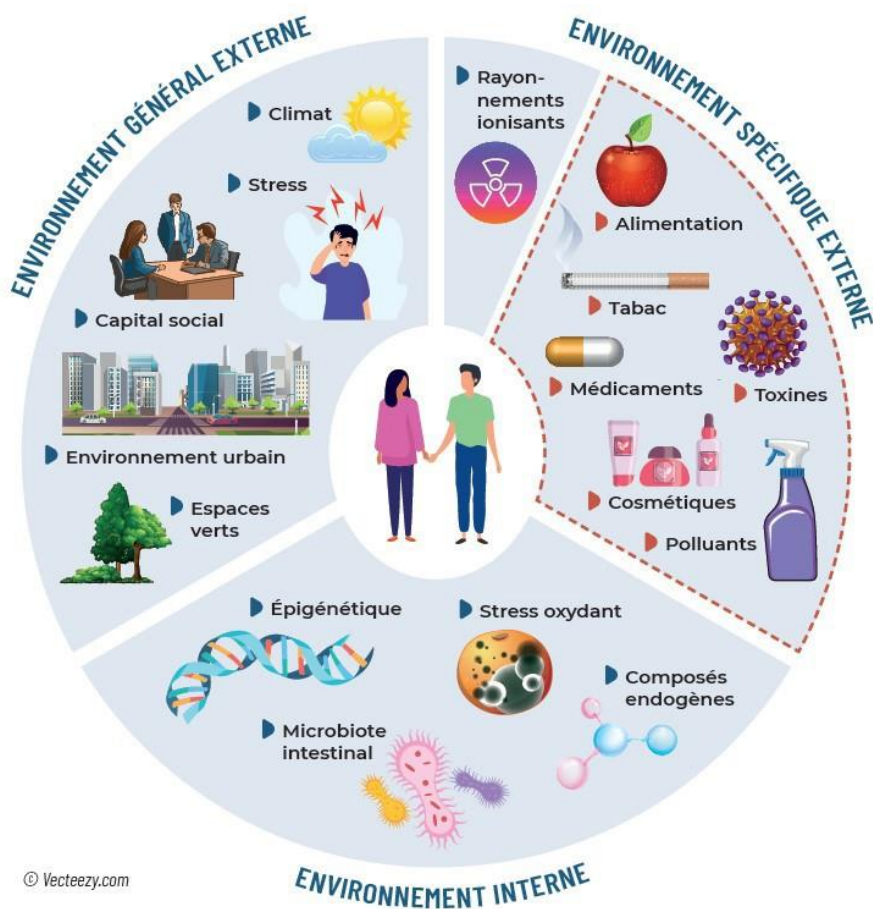 ENVIRONNEMENT GÉNÉRAL EXTERNE
Climat
Stress
Capital social
Environnement urbain
Espaces
verts
ENVIRONNEMENT SPÉCIFIQUE EXTERNE
Rayon-
nements
ionisants
Alimentation
Tabac
Médicaments
Toxines
Cosmétiques
Polluants
Épigénétique
Stress oxydant
Composés
endogènes
Microbiote
intestinal
ENVIRONNEMENT INTERNE
© Vecteezy.com